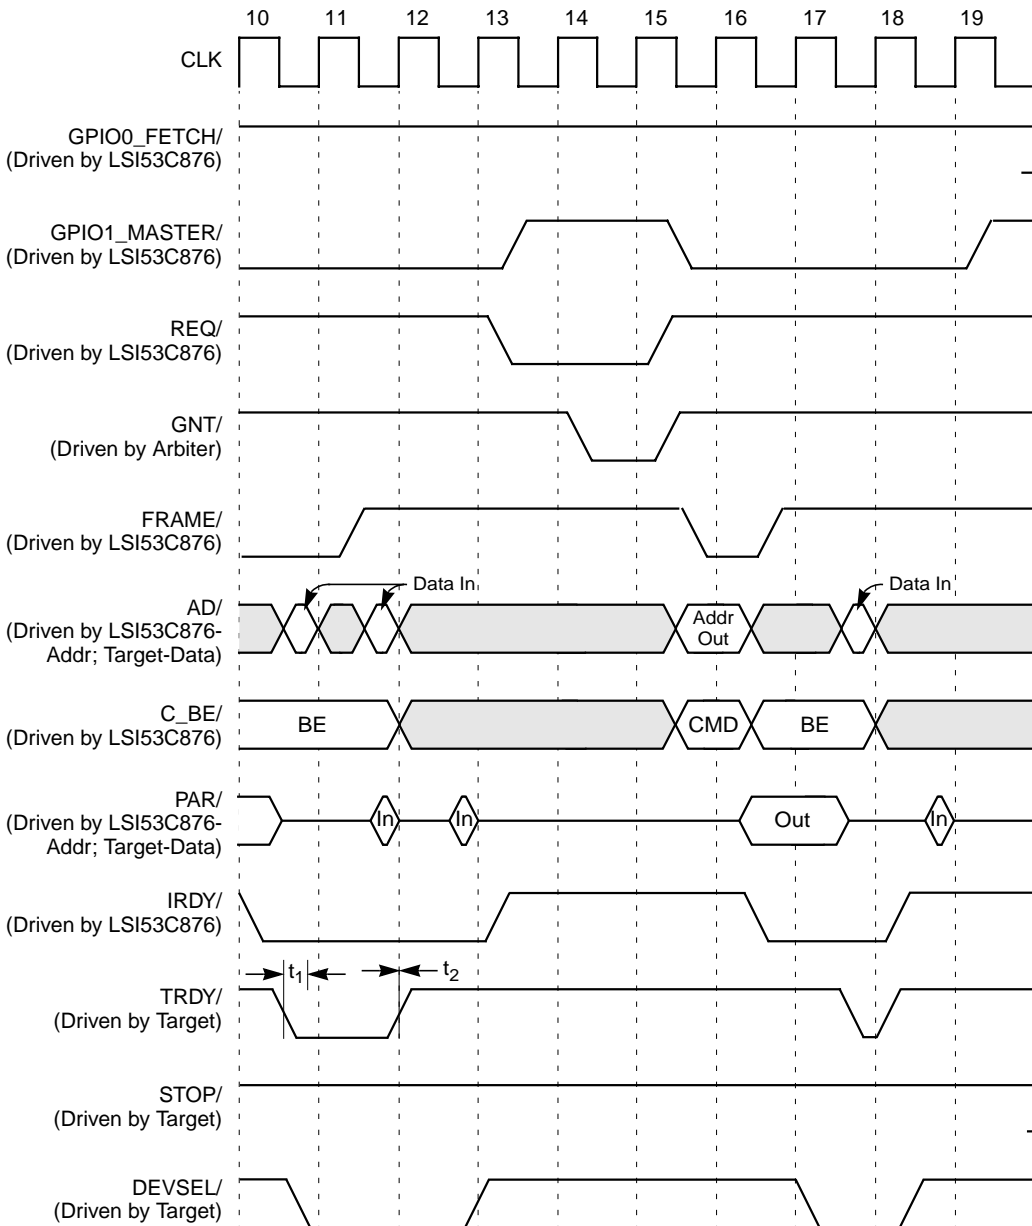 10 11 12 13 14 15 16 17 18 19
CLK
GPIO0_FETCH/
(Driven by LSI53C876)
GPIO1_MASTER/
(Driven by LSI53C876)
REQ/
(Driven by LSI53C876)
GNT/
(Driven by Arbiter)
FRAME/
(Driven by LSI53C876)
Data In Data In
AD/
(Driven by LSI53C876-
Addr; Target-Data)
Addr
Out
C_BE/
(Driven by LSI53C876)
BE CMD BE
PAR/
(Driven by LSI53C876-
Addr; Target-Data)
In In Out In
IRDY/
(Driven by LSI53C876)
t1 t2
TRDY/
(Driven by Target)
STOP/
(Driven by Target)
DEVSEL/
(Driven by Target)